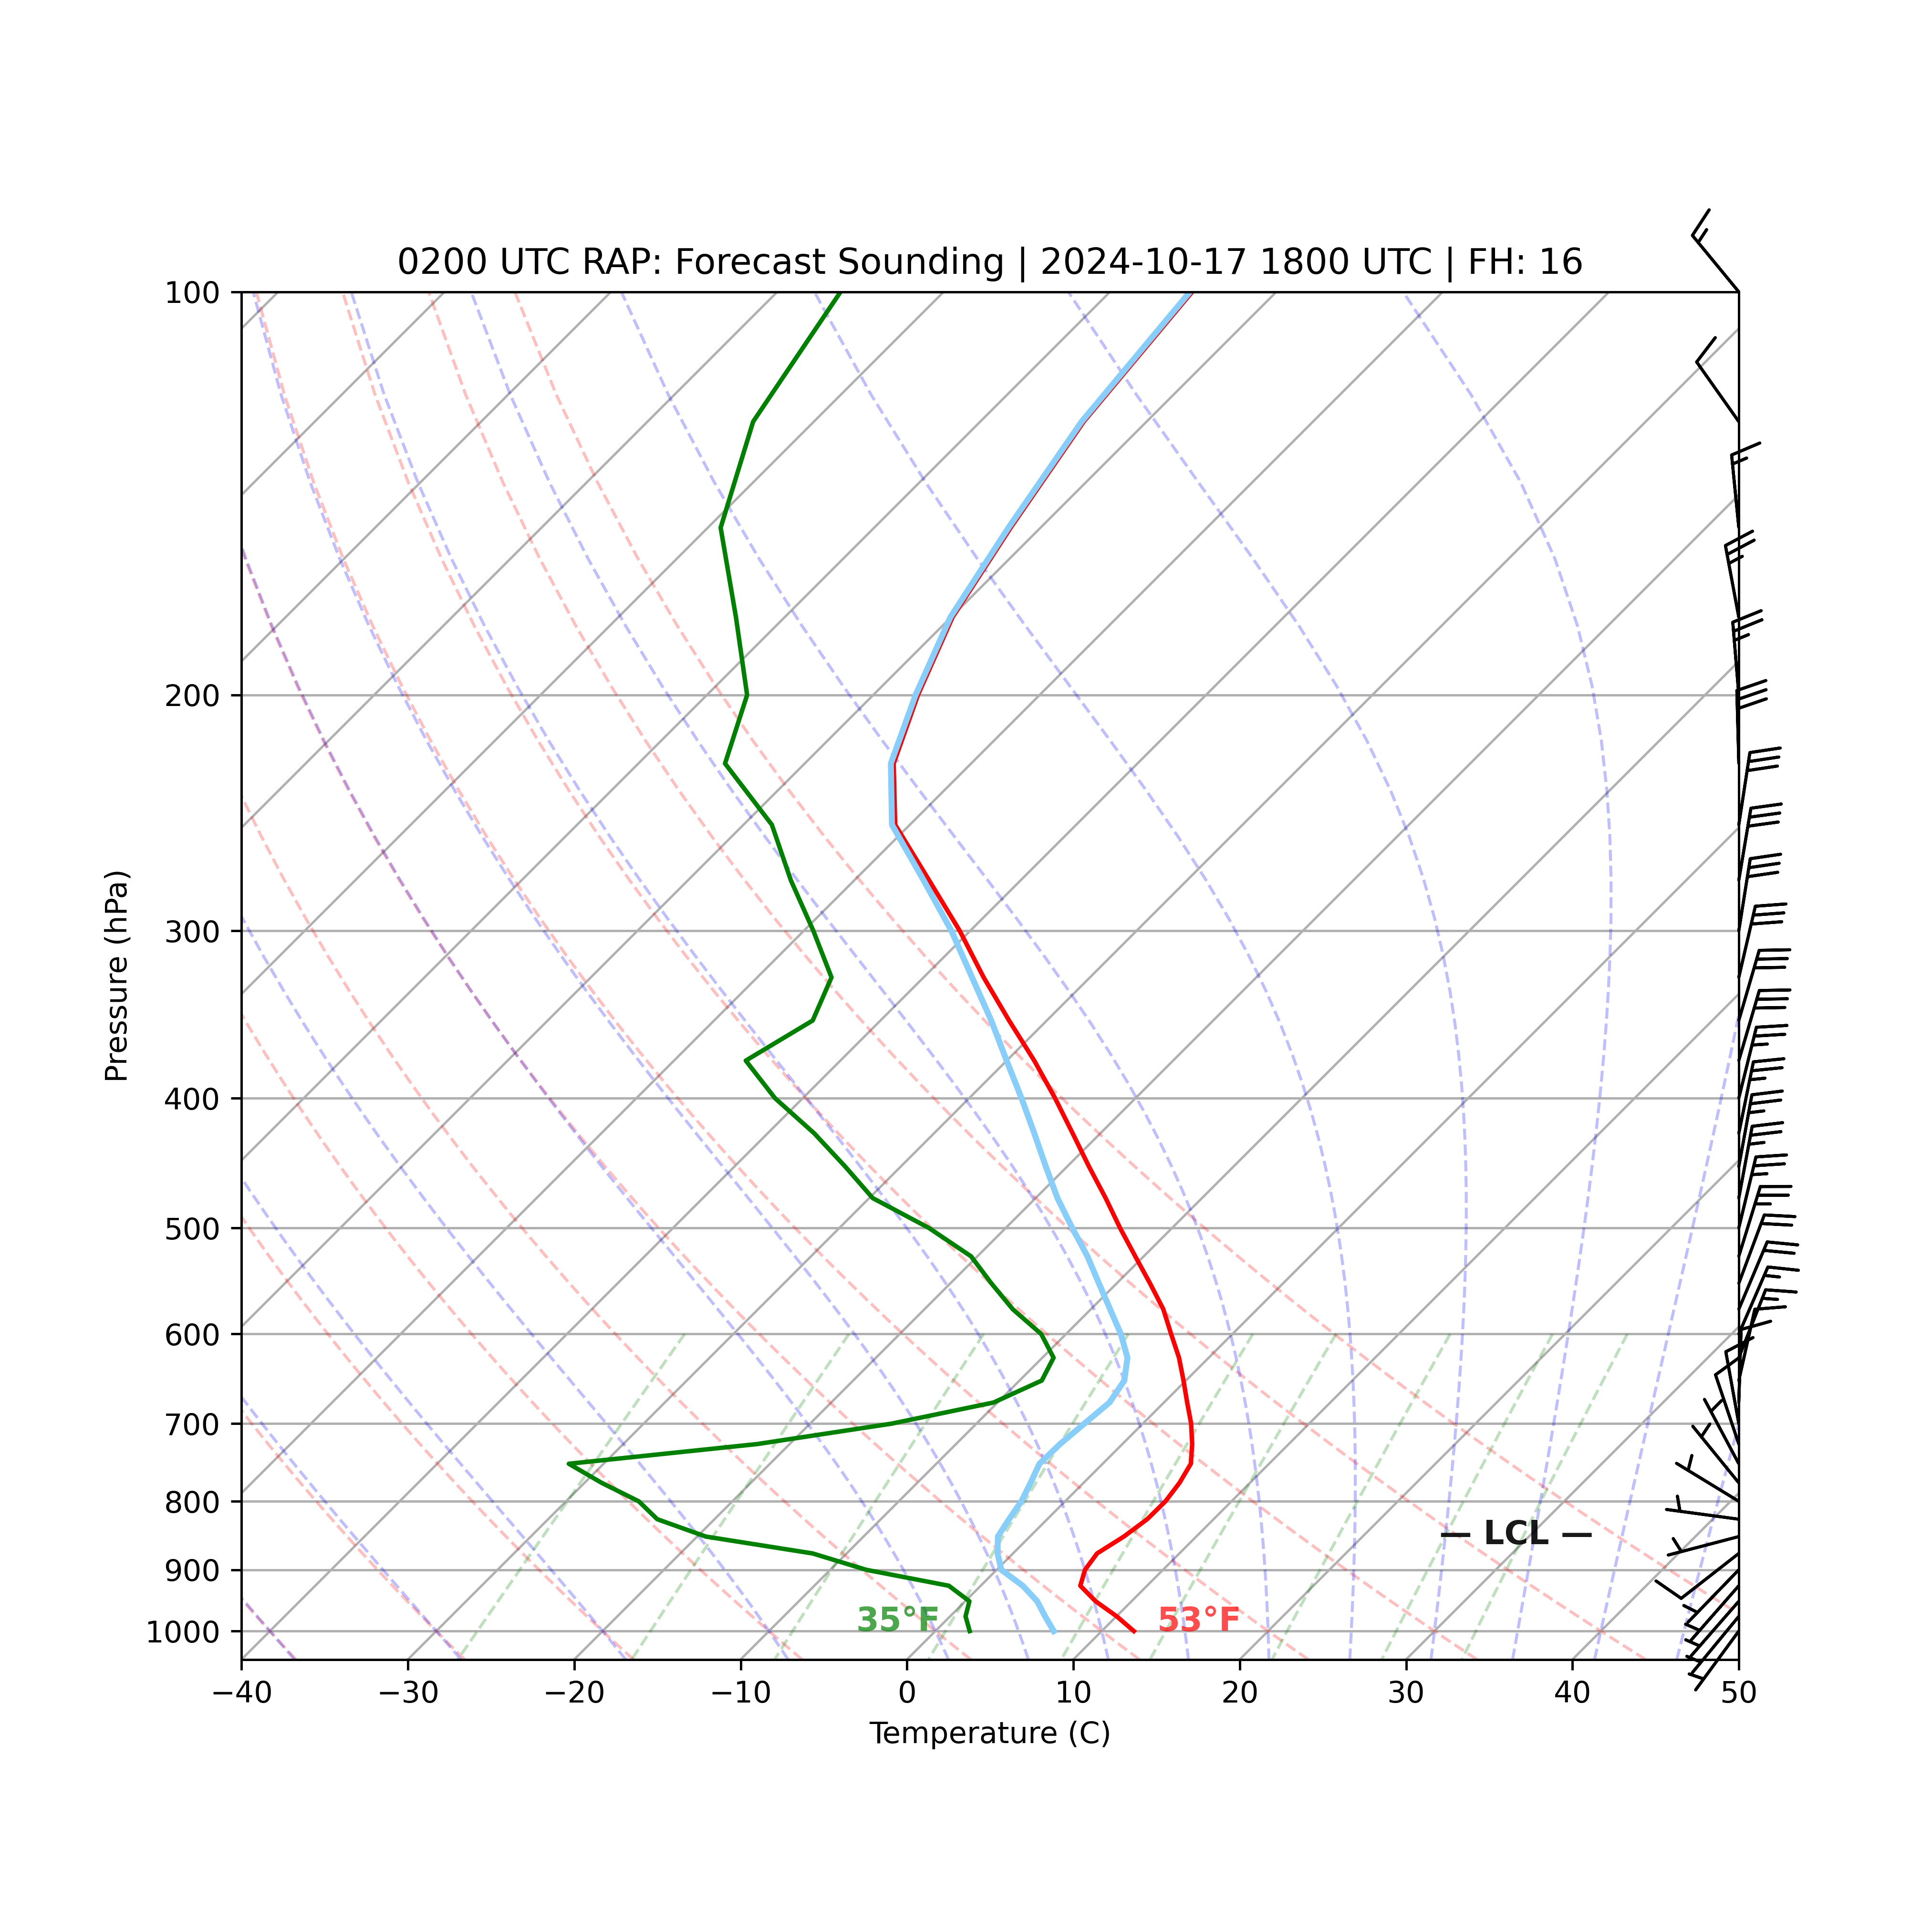 0200 UTC RAP: Forecast Sounding | 2024-10-17 1800 UTC | FH: 16
100
200
300
400
500
600
700
800
900
1000
Pressure (hPa)
— LCL —
35°F
53°F
−40 −30 −20 −10 0 10 20 30 40 50
Temperature (C)